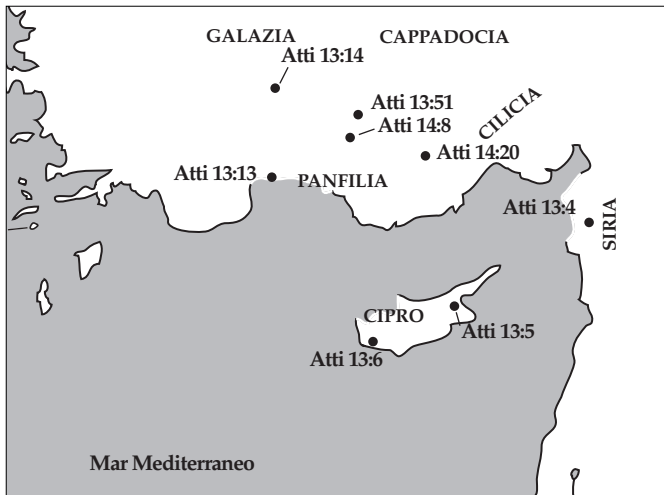 GALAZIA
CAPPADOCIA
Atti 13:14
Atti 13:51
Atti 14:8
CILICIA
Atti 14:20
Atti 13:13
PANFILIA
Atti 13:4
SIRIA
CIPRO
Atti 13:5
Atti 13:6
Mar Mediterraneo